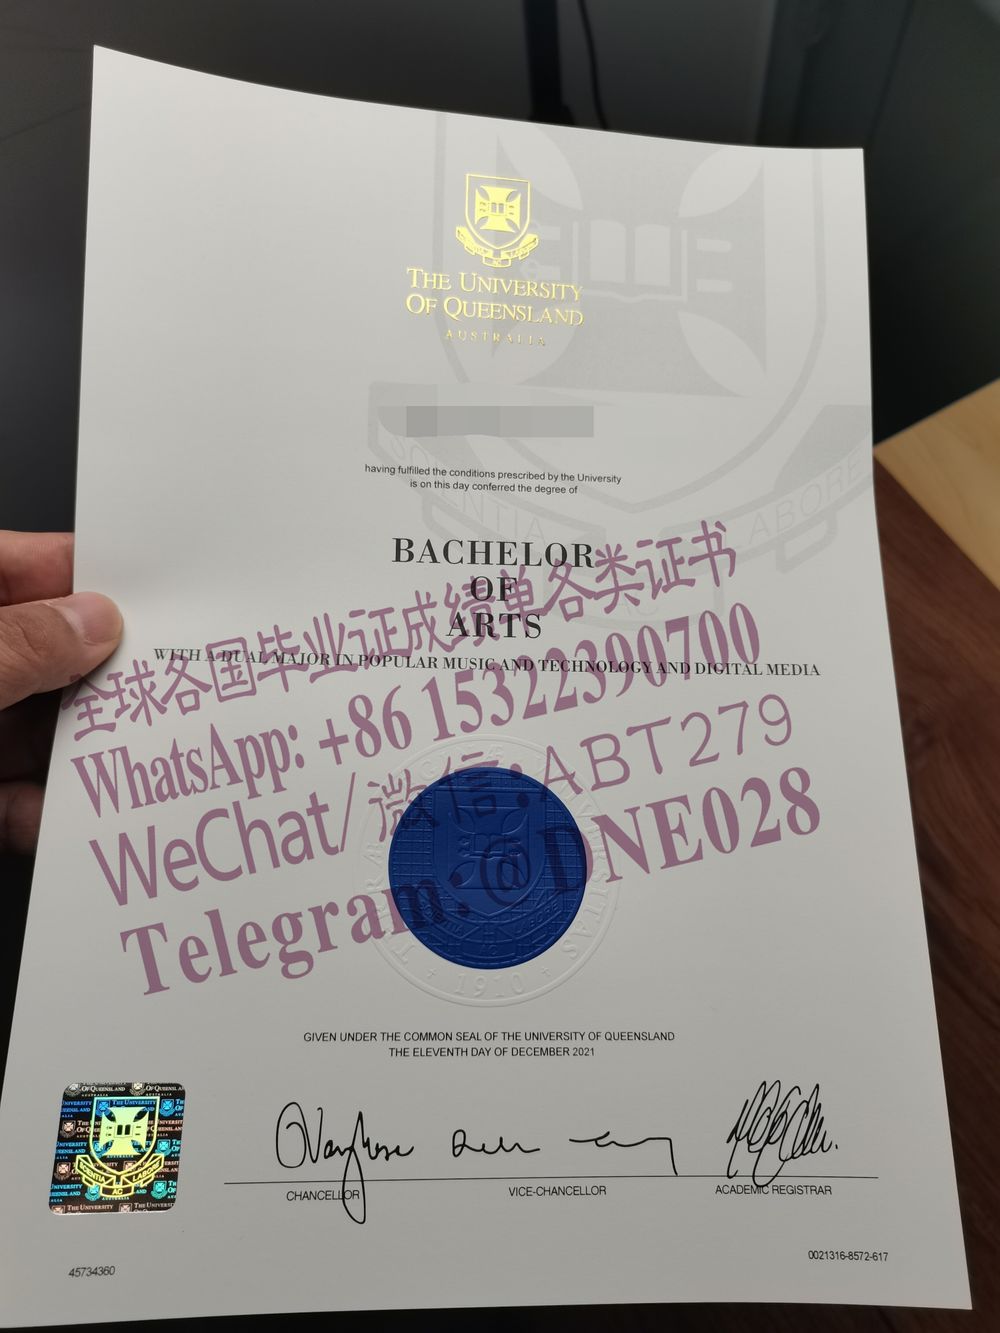 THE UNIVERSITY
OF QUEENSLAND
AUSTRALIA
having fulfilled the conditions prescribed by the University
is on this day conferred the degree of
BACHELOR
OF
ARTS
WITH A DUAL MAJOR IN POPULAR MUSIC AND TECHNOLOGY AND DIGITAL MEDIA
全球各国毕业证成绩单各类证书
WhatsApp: +86 15322390700
WeChat/微信:ABT279
Telegram:@DNE028
1910
GIVEN UNDER THE COMMON SEAL OF THE UNIVERSITY OF QUEENSLAND
THE ELEVENTH DAY OF DECEMBER 2021
SCIENTIA AC LABORE
CHANCELLOR
VICE-CHANCELLOR
ACADEMIC REGISTRAR
0021316-8572-617
45734360